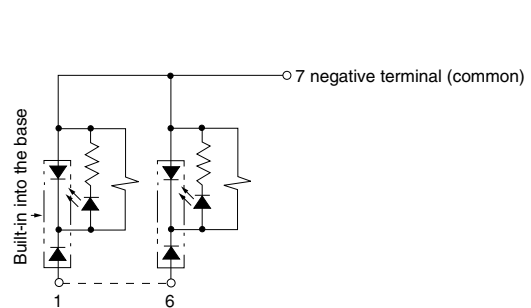 7 negative terminal (common)
Built-in into the base
1
6